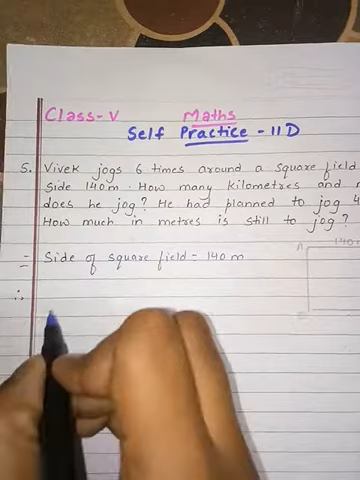 Class-V Maths
Self Practice - 11D
5. Vivek jogs 6 times around a square field
side 140m. How many kilometres and
does he jog? He had planned to jog 4
How much in metres is still to jog?
= Side of square field = 140 m
A 140
∴